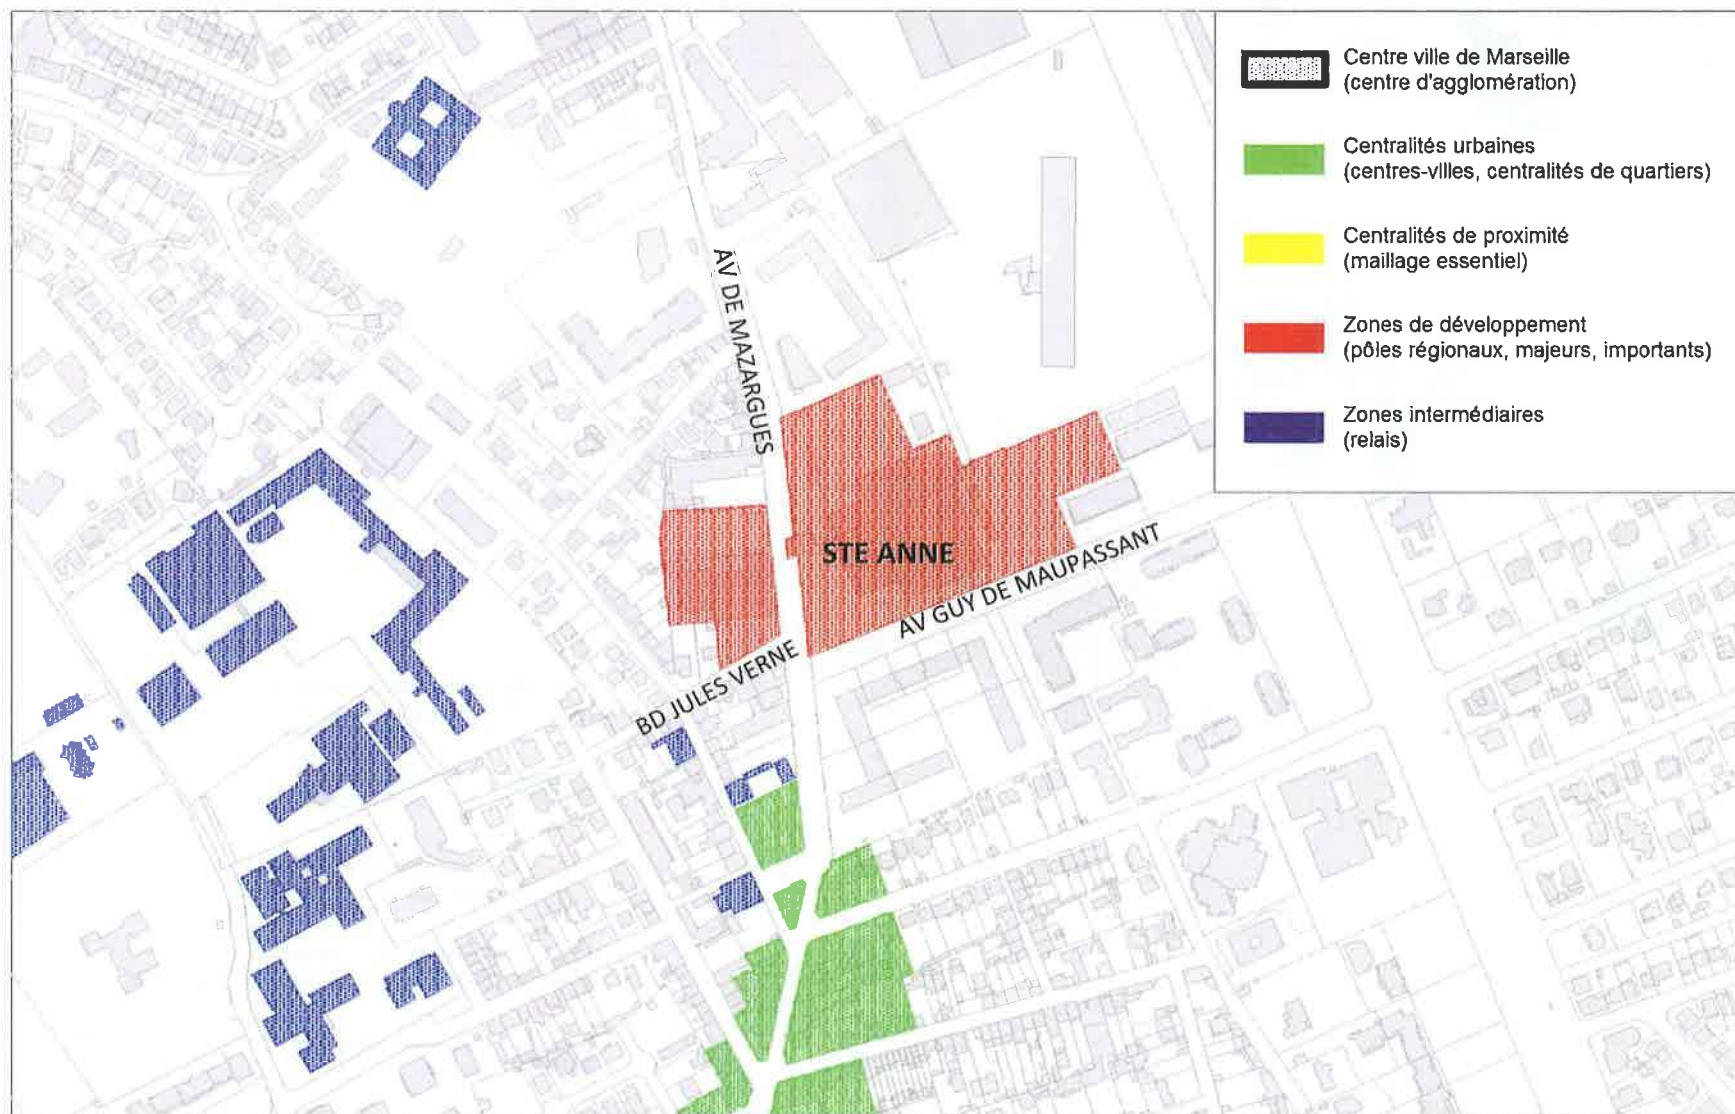 Centre ville de Marseille
(centre d'agglomération)
Centralités urbaines
(centres-villes, centralités de quartiers)
Centralités de proximité
(maillage essentiel)
Zones de développement
(pôles régionaux, majeurs, importants)
Zones intermédiaires
(relais)
AV DE MAZARGUES
STE ANNE
AV GUY DE MAUPASSANT
BD JULES VERNE